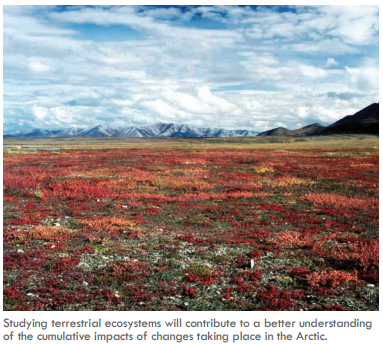 Studying terrestrial ecosystems will contribute to a better understanding
of the cumulative impacts of changes taking place in the Arctic.